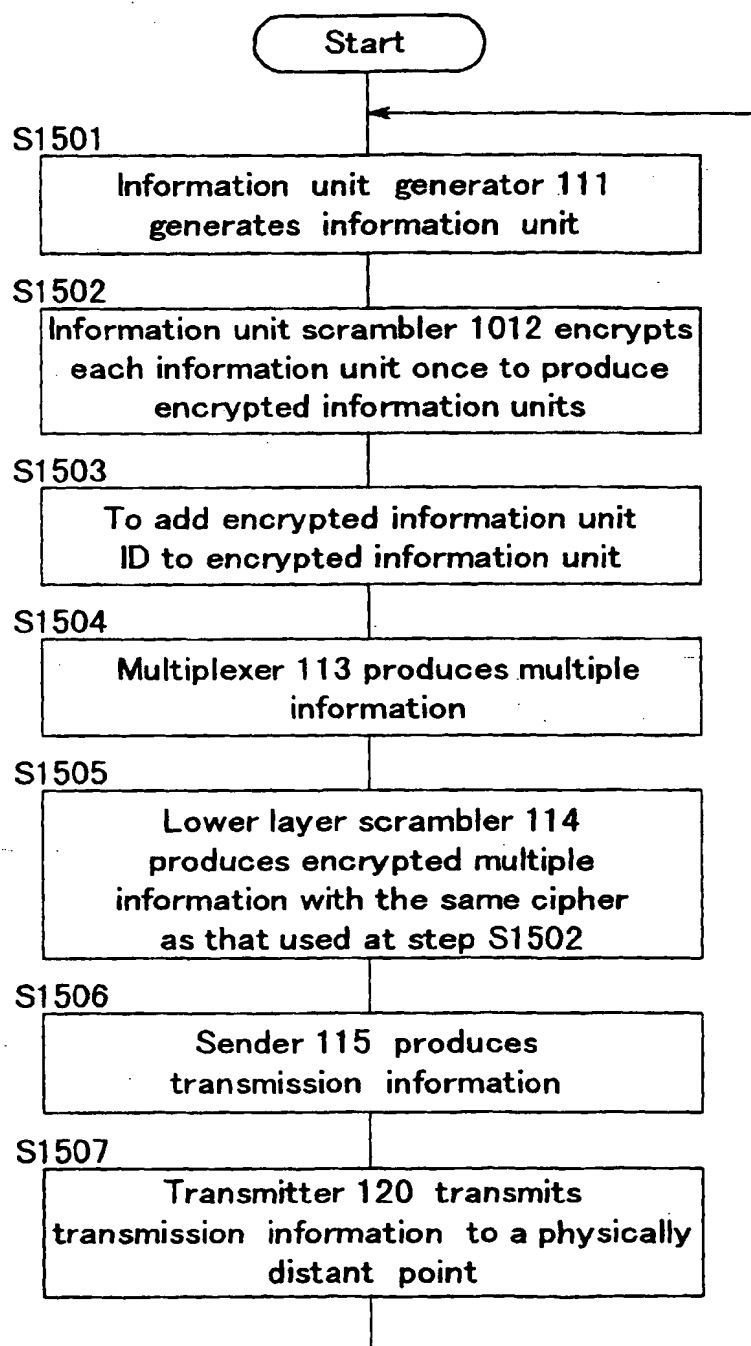 Start
S1501
Information unit generator 111
generates information unit
S1502
Information unit scrambler 1012 encrypts
each information unit once to produce
encrypted information units
S1503
To add encrypted information unit
ID to encrypted information unit
S1504
Multiplexer 113 produces multiple
information
S1505
Lower layer scrambler 114
produces encrypted multiple
information with the same cipher
as that used at step S1502
S1506
Sender 115 produces
transmission information
S1507
Transmitter 120 transmits
transmission information to a physically
distant point